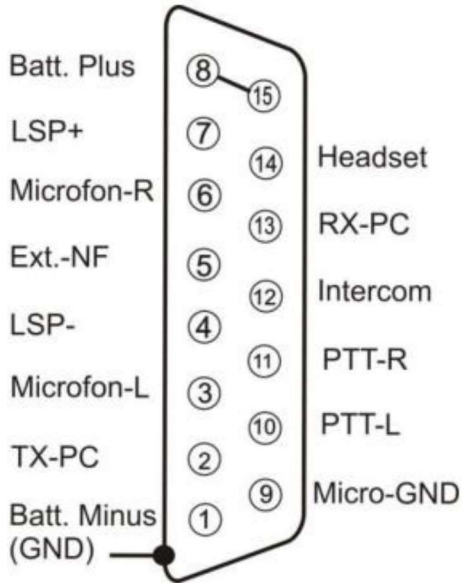 Batt. Plus
8
15
LSP+
7
14
Headset
Microfon-R
6
13
RX-PC
Ext.-NF
5
12
Intercom
LSP-
4
11
PTT-R
Microfon-L
3
10
PTT-L
TX-PC
2
9
Micro-GND
Batt. Minus
(GND)
1